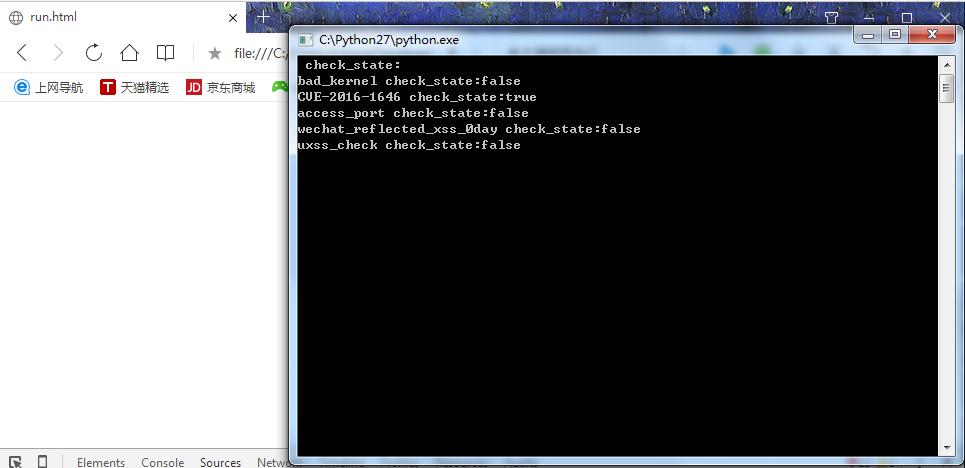 run.html
file:///C:/
上网导航
天猫精选
JD 京东商城
C:\Python27\python.exe
check_state:
bad_kernel check_state:false
CVE-2016-1646 check_state:true
access_port check_state:false
wechat_reflected_xss_0day check_state:false
uxss_check check_state:false
Elements Console Sources